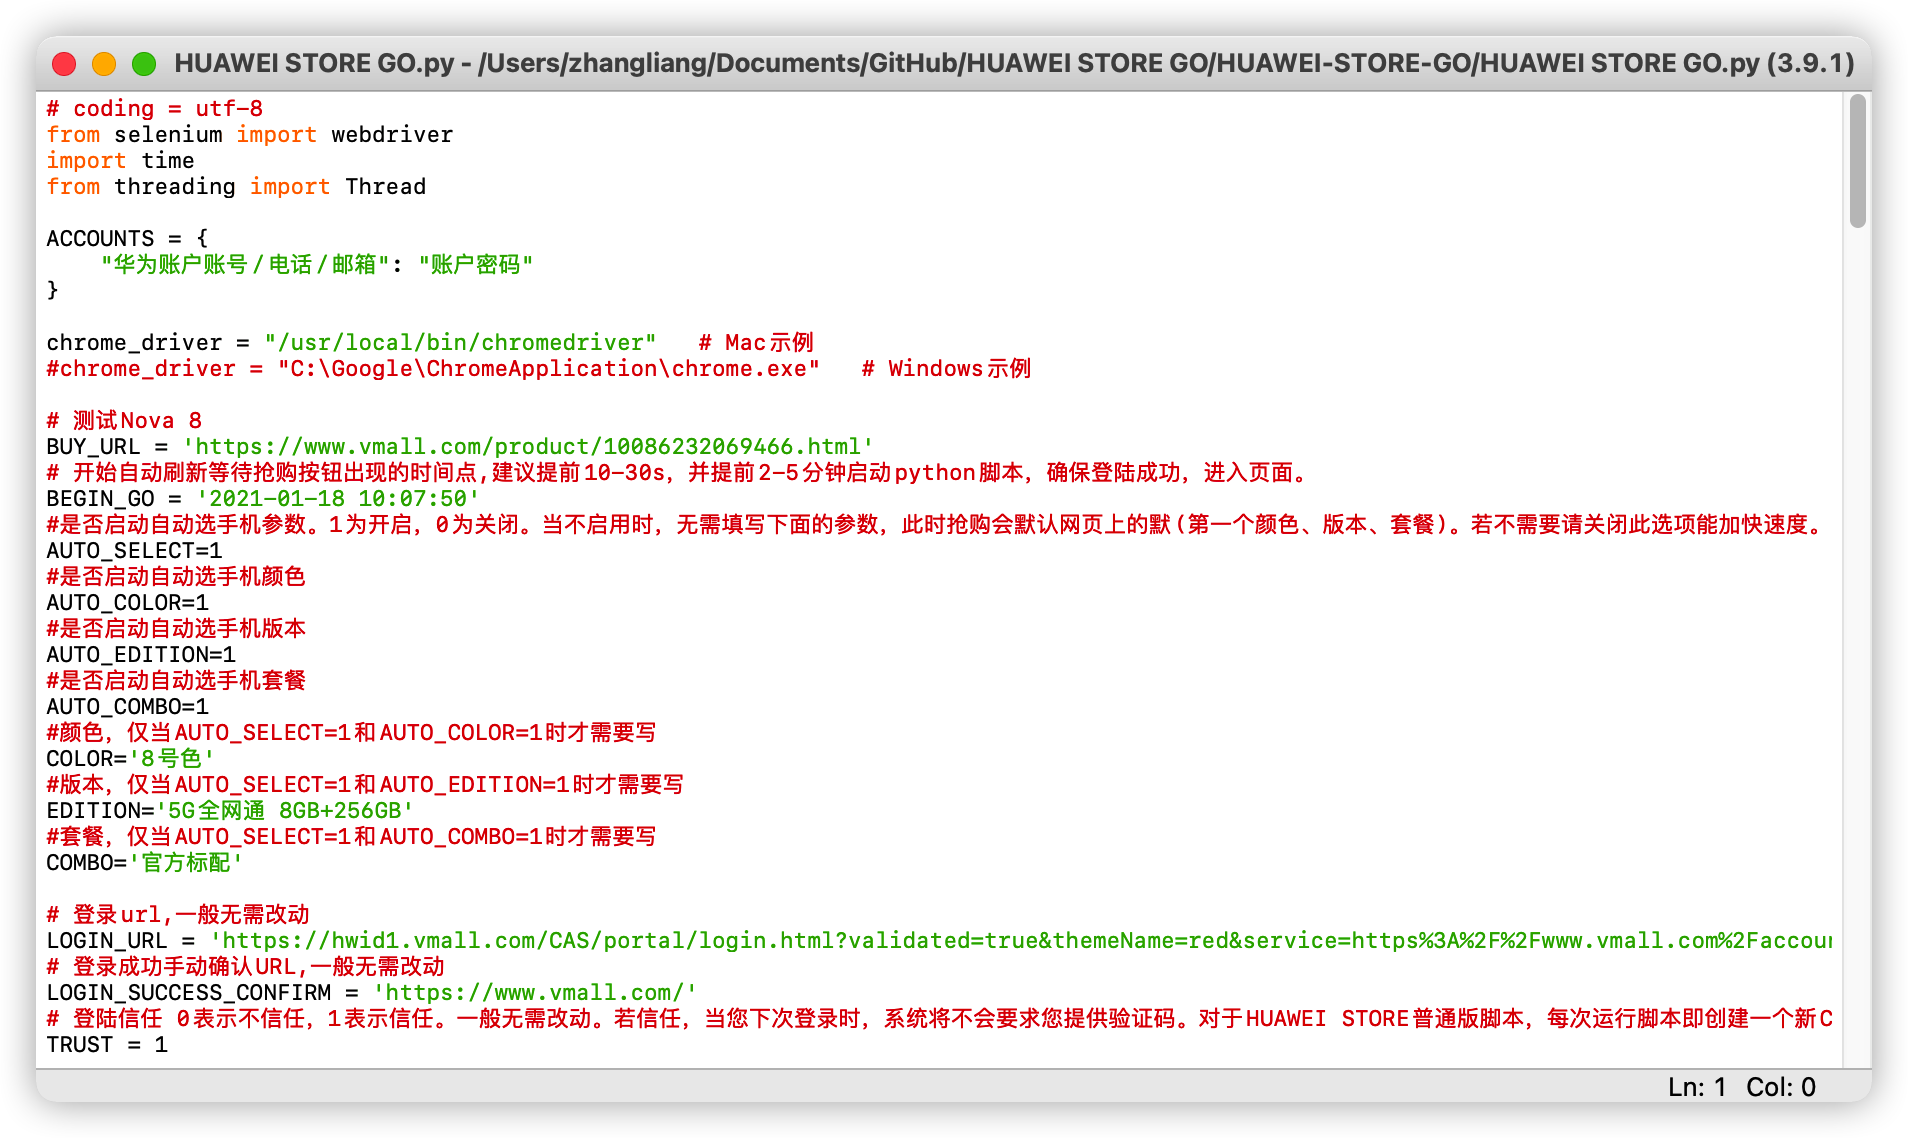 HUAWEI STORE GO.py - /Users/zhangliang/Documents/GitHub/HUAWEI STORE GO/HUAWEI-STORE-GO/HUAWEI STORE GO.py (3.9.1)
# coding = utf-8
from selenium import webdriver
import time
from threading import Thread
ACCOUNTS = {
    "华为账户账号/电话/邮箱": "账户密码"
}
chrome_driver = "/usr/local/bin/chromedriver"   # Mac示例
#chrome_driver = "C:\Google\ChromeApplication\chrome.exe"   # Windows示例
# 测试Nova 8
BUY_URL = 'https://www.vmall.com/product/10086232069466.html'
# 开始自动刷新等待抢购按钮出现的时间点,建议提前10-30s，并提前2-5分钟启动python脚本，确保登陆成功，进入页面。
BEGIN_GO = '2021-01-18 10:07:50'
#是否启动自动选手机参数。1为开启，0为关闭。当不启用时，无需填写下面的参数，此时抢购会默认网页上的默(第一个颜色、版本、套餐)。若不需要请关闭此选项能加快速度。
AUTO_SELECT=1
#是否启动自动选手机颜色
AUTO_COLOR=1
#是否启动自动选手机版本
AUTO_EDITION=1
#是否启动自动选手机套餐
AUTO_COMBO=1
#颜色，仅当AUTO_SELECT=1和AUTO_COLOR=1时才需要写
COLOR='8号色'
#版本，仅当AUTO_SELECT=1和AUTO_EDITION=1时才需要写
EDITION='5G全网通 8GB+256GB'
#套餐，仅当AUTO_SELECT=1和AUTO_COMBO=1时才需要写
COMBO='官方标配'
# 登录url,一般无需改动
LOGIN_URL = 'https://hwid1.vmall.com/CAS/portal/login.html?validated=true&themeName=red&service=https%3A%2F%2Fwww.vmall.com%2Faccou
# 登录成功手动确认URL,一般无需改动
LOGIN_SUCCESS_CONFIRM = 'https://www.vmall.com/'
# 登陆信任 0表示不信任，1表示信任。一般无需改动。若信任，当您下次登录时，系统将不会要求您提供验证码。对于HUAWEI STORE普通版脚本，每次运行脚本即创建一个新C
TRUST = 1
Ln: 1  Col: 0